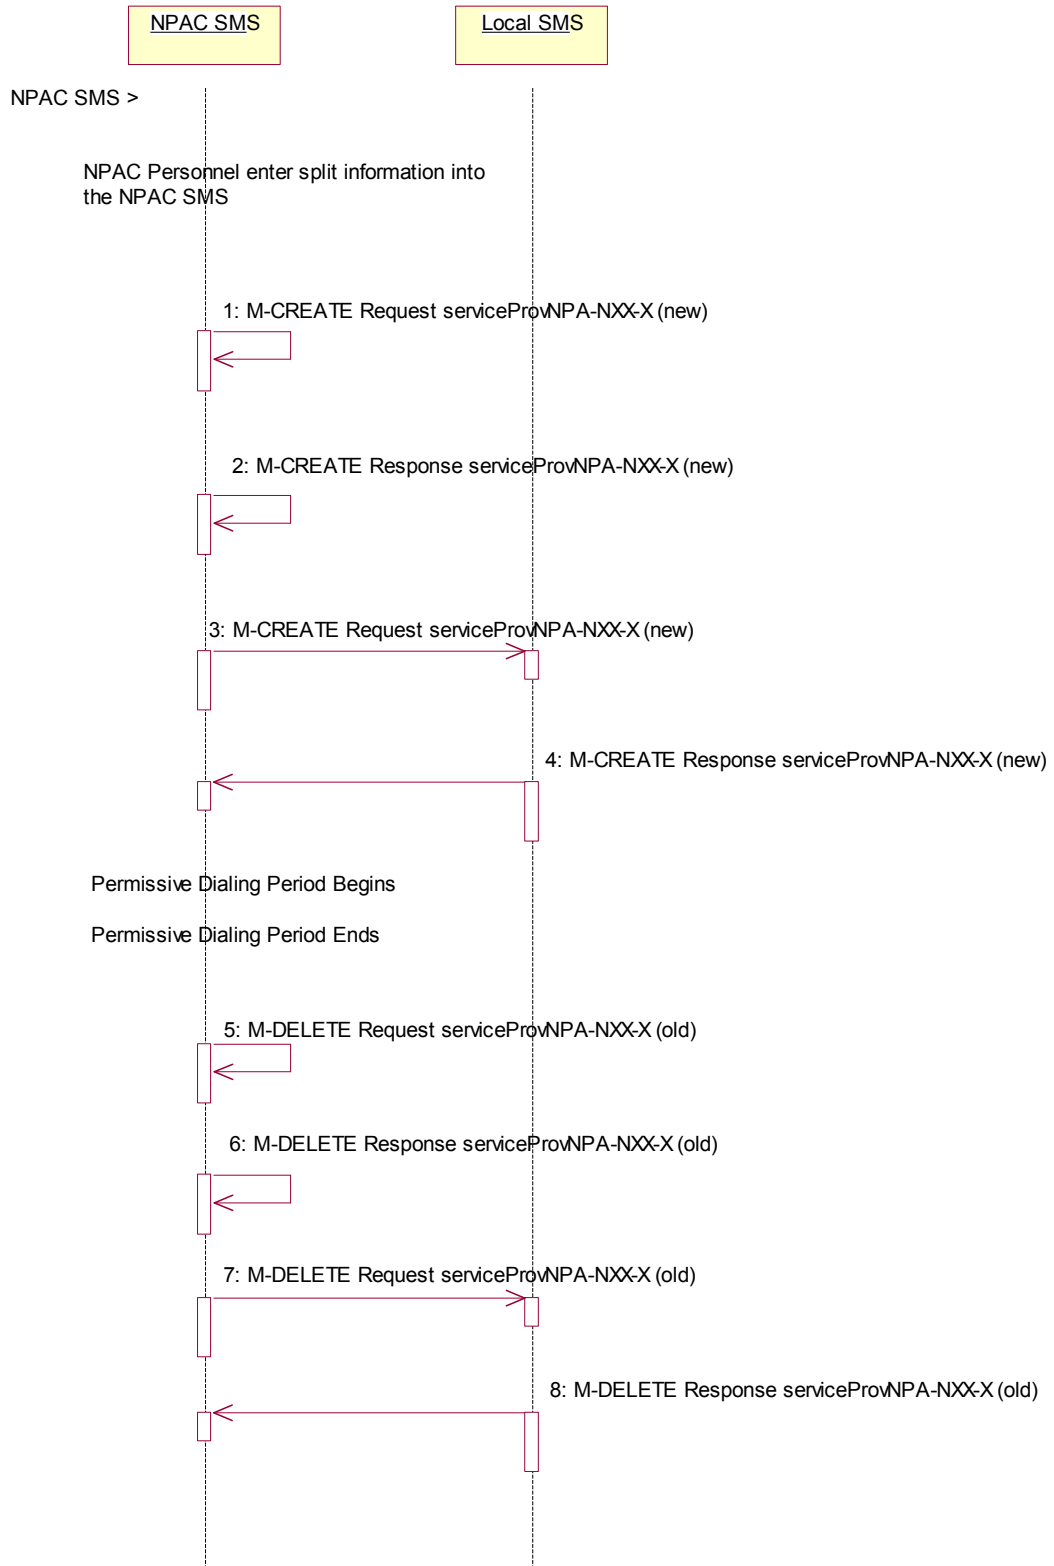 NPAC SMS
Local SMS
NPAC SMS >
NPAC Personnel enter split information into
the NPAC SMS
1: M-CREATE Request serviceProvNPA-NXX-X (new)
2: M-CREATE Response serviceProvNPA-NXX-X (new)
3: M-CREATE Request serviceProvNPA-NXX-X (new)
4: M-CREATE Response serviceProvNPA-NXX-X (new)
Permissive Dialing Period Begins
Permissive Dialing Period Ends
5: M-DELETE Request serviceProvNPA-NXX-X (old)
6: M-DELETE Response serviceProvNPA-NXX-X (old)
7: M-DELETE Request serviceProvNPA-NXX-X (old)
8: M-DELETE Response serviceProvNPA-NXX-X (old)